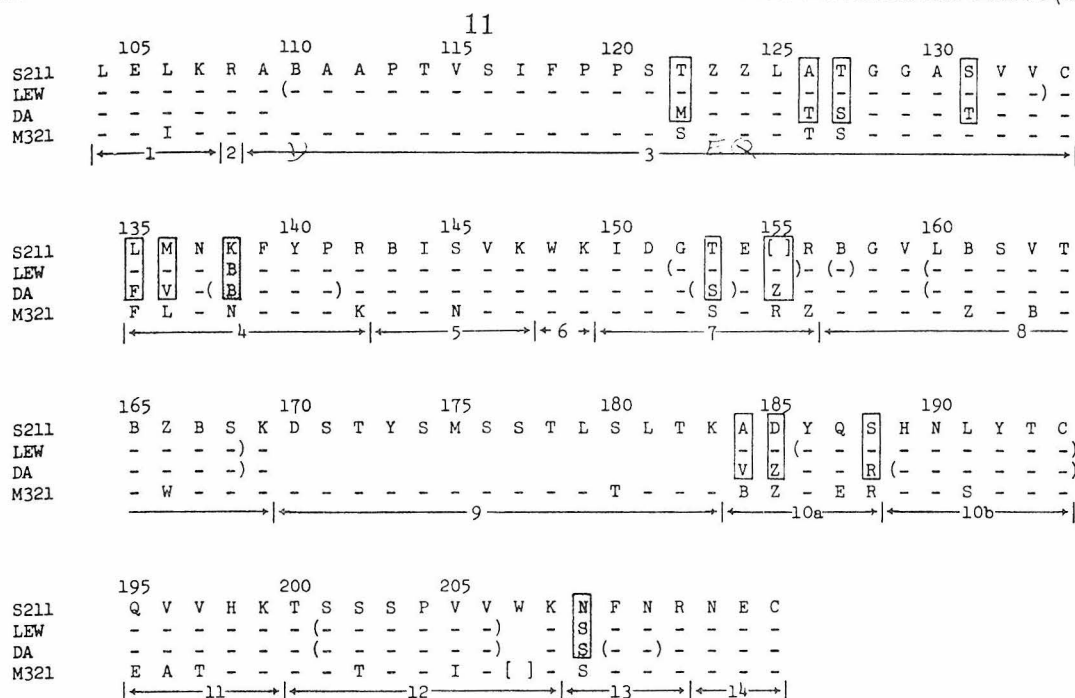 11
105 110 115 120 125 130
S211 L E L K R A B A A P T V S I F P P S T Z Z L A T G G A S V V C
LEW (- - - - - - - - - - - - - - - - - - - - - - - -)  -
DA - - - - - - M - - - T S - - - T - - -
M321 - - I - - - - - - - - - - - - - - - S - - - T S - - - - - - -
1 2 3
135 140 145 150 155 160
S211 L M N K F Y P R B I S V K W K I D G T E [ ] R B G V L B S V T
LEW - - - B - - - - - - - - - - - - - (- - - - -) (-) - - (- - - - -
DA F V -( B - - -) - - - - - - - - - - ( S -) Z - - - - (- - - - -
M321 F L - N - - - K - - N - - - - - - - S - R Z - - - - Z - B -
4 5 6 7 8
165 170 175 180 185 190
S211 B Z B S K D S T Y S M S S T L S L T K A D Y Q S H N L Y T C
LEW - - - -) - - - (- - - - - - - - -)
DA - - - -) - V Z - - R (- - - - - -)
M321 - W - - - - - - - - - - - - - T - - - B Z - E R - - S - - -
9 10a 10b
195 200 205
S211 Q V V H K T S S S P V V W K N F N R N E C
LEW - - - - - - (- - - - - -) - - S - - - - - -
DA - - - - - - (- - - - - -) - - S (- -) - - - -
M321 E A T - - - - T - - I - [ ] - S - - - - - -
11 12 13 14